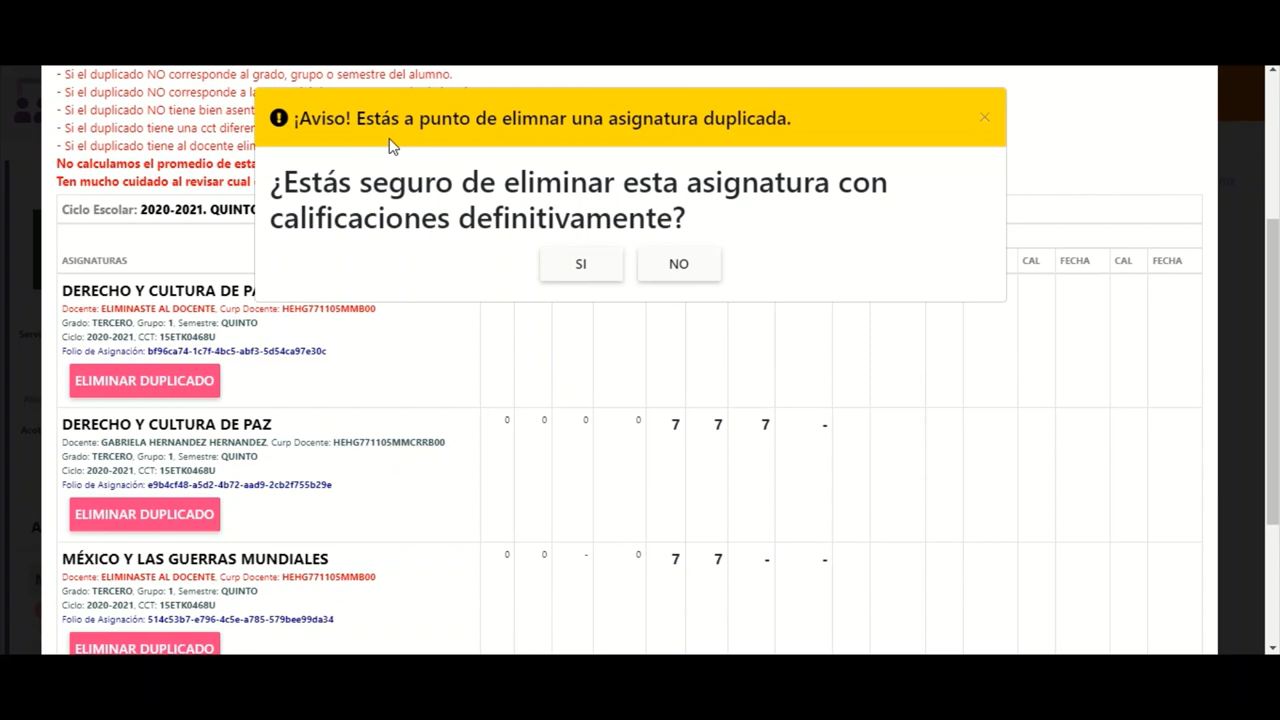 - Si el duplicado NO corresponde al grado, grupo o semestre del alumno.
- Si el duplicado NO corresponde a la
- Si el duplicado NO tiene bien asent
- Si el duplicado tiene una cct diferen
- Si el duplicado tiene al docente elim
No calculamos el promedio de esta
Ten mucho cuidado al revisar cual
¡Aviso! Estás a punto de elimnar una asignatura duplicada.
×
¿Estás seguro de eliminar esta asignatura con
calificaciones definitivamente?
SI NO
Ciclo Escolar: 2020-2021. QUINTO
ASIGNATURAS CAL FECHA CAL FECHA
DERECHO Y CULTURA DE PA
Docente: ELIMINASTE AL DOCENTE, Curp Docente: HEHG771105MMB00
Grado: TERCERO, Grupo: 1, Semestre: QUINTO
Ciclo: 2020-2021, CCT: 15ETK0468U
Folio de Asignación: bf96ca74-1c7f-4bc5-abf3-5d54ca97e30c
ELIMINAR DUPLICADO
DERECHO Y CULTURA DE PAZ 0 0 0 0 7 7 7 -
Docente: GABRIELA HERNANDEZ HERNANDEZ, Curp Docente: HEHG771105MMCRRB00
Grado: TERCERO, Grupo: 1, Semestre: QUINTO
Ciclo: 2020-2021, CCT: 15ETK0468U
Folio de Asignación: e9b4cf48-a5d2-4b72-aad9-2cb2f755b29e
ELIMINAR DUPLICADO
MÉXICO Y LAS GUERRAS MUNDIALES 0 0 - 0 7 7 - -
Docente: ELIMINASTE AL DOCENTE, Curp Docente: HEHG771105MMB00
Grado: TERCERO, Grupo: 1, Semestre: QUINTO
Ciclo: 2020-2021, CCT: 15ETK0468U
Folio de Asignación: 514c53b7-e796-4c5e-a785-579bee99da34
ELIMINAR DUPLICADO